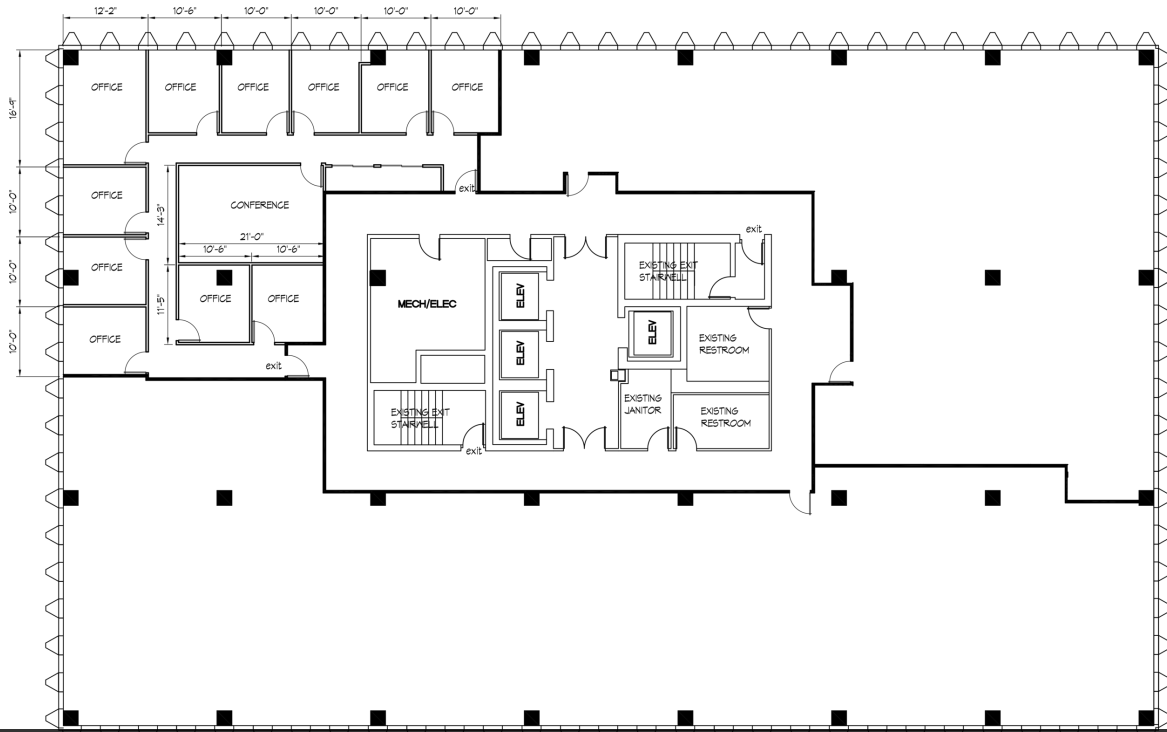 12'-2" 10'-6" 10'-0" 10'-0" 10'-0" 10'-0"
OFFICE OFFICE OFFICE OFFICE OFFICE OFFICE
16'-9"
exit
OFFICE
10'-0"
CONFERENCE
14'-3"
21'-0"
10'-6" 10'-6"
exit
OFFICE
10'-0"
EXISTING EXIT
STAIRWELL
ELEV
OFFICE OFFICE
11'-5"
MECH/ELEC
ELEV
OFFICE
10'-0"
EXISTING
RESTROOM
ELEV
exit
EXISTING EXIT
STAIRWELL
ELEV
EXISTING
JANITOR
EXISTING
RESTROOM
exit